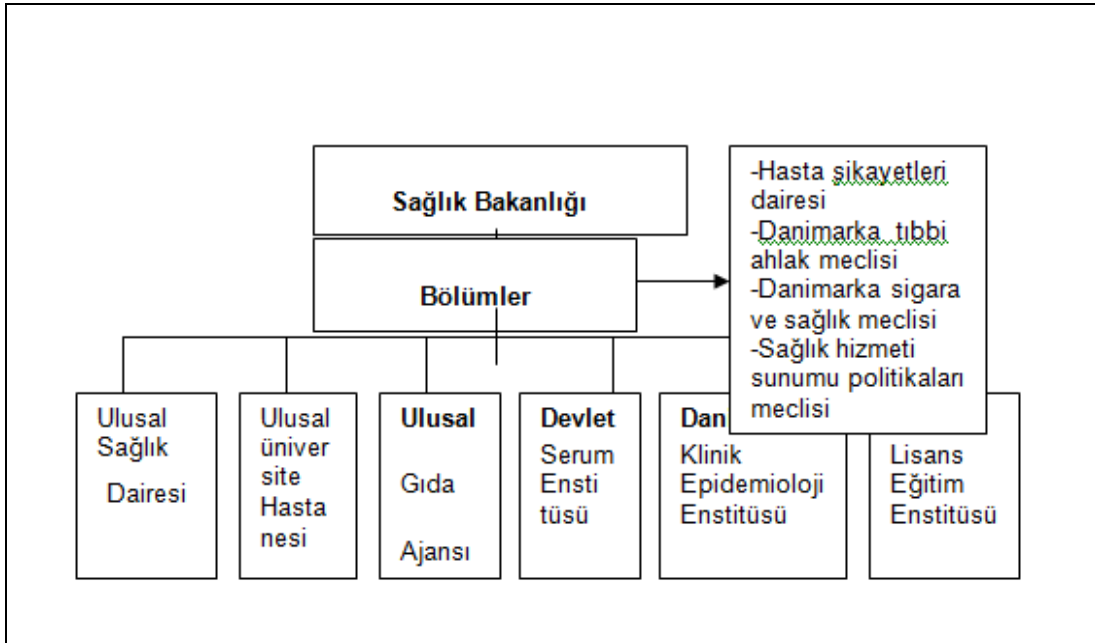 Sağlık Bakanlığı
Bölümler
-Hasta şikayetleri
dairesi
-Danimarka tıbbi
ahlak meclisi
-Danimarka sigara
ve sağlık meclisi
-Sağlık hizmeti
sunumu politikaları
meclisi
Ulusal
Sağlık
Dairesi
Ulusal
üniver
site
Hasta
nesi
Ulusal
Gıda
Ajansı
Devlet
Serum
Ensti
tüsü
Dan
Klinik
Epidemioloji
Enstitüsü
Lisans
Eğitim
Enstitüsü